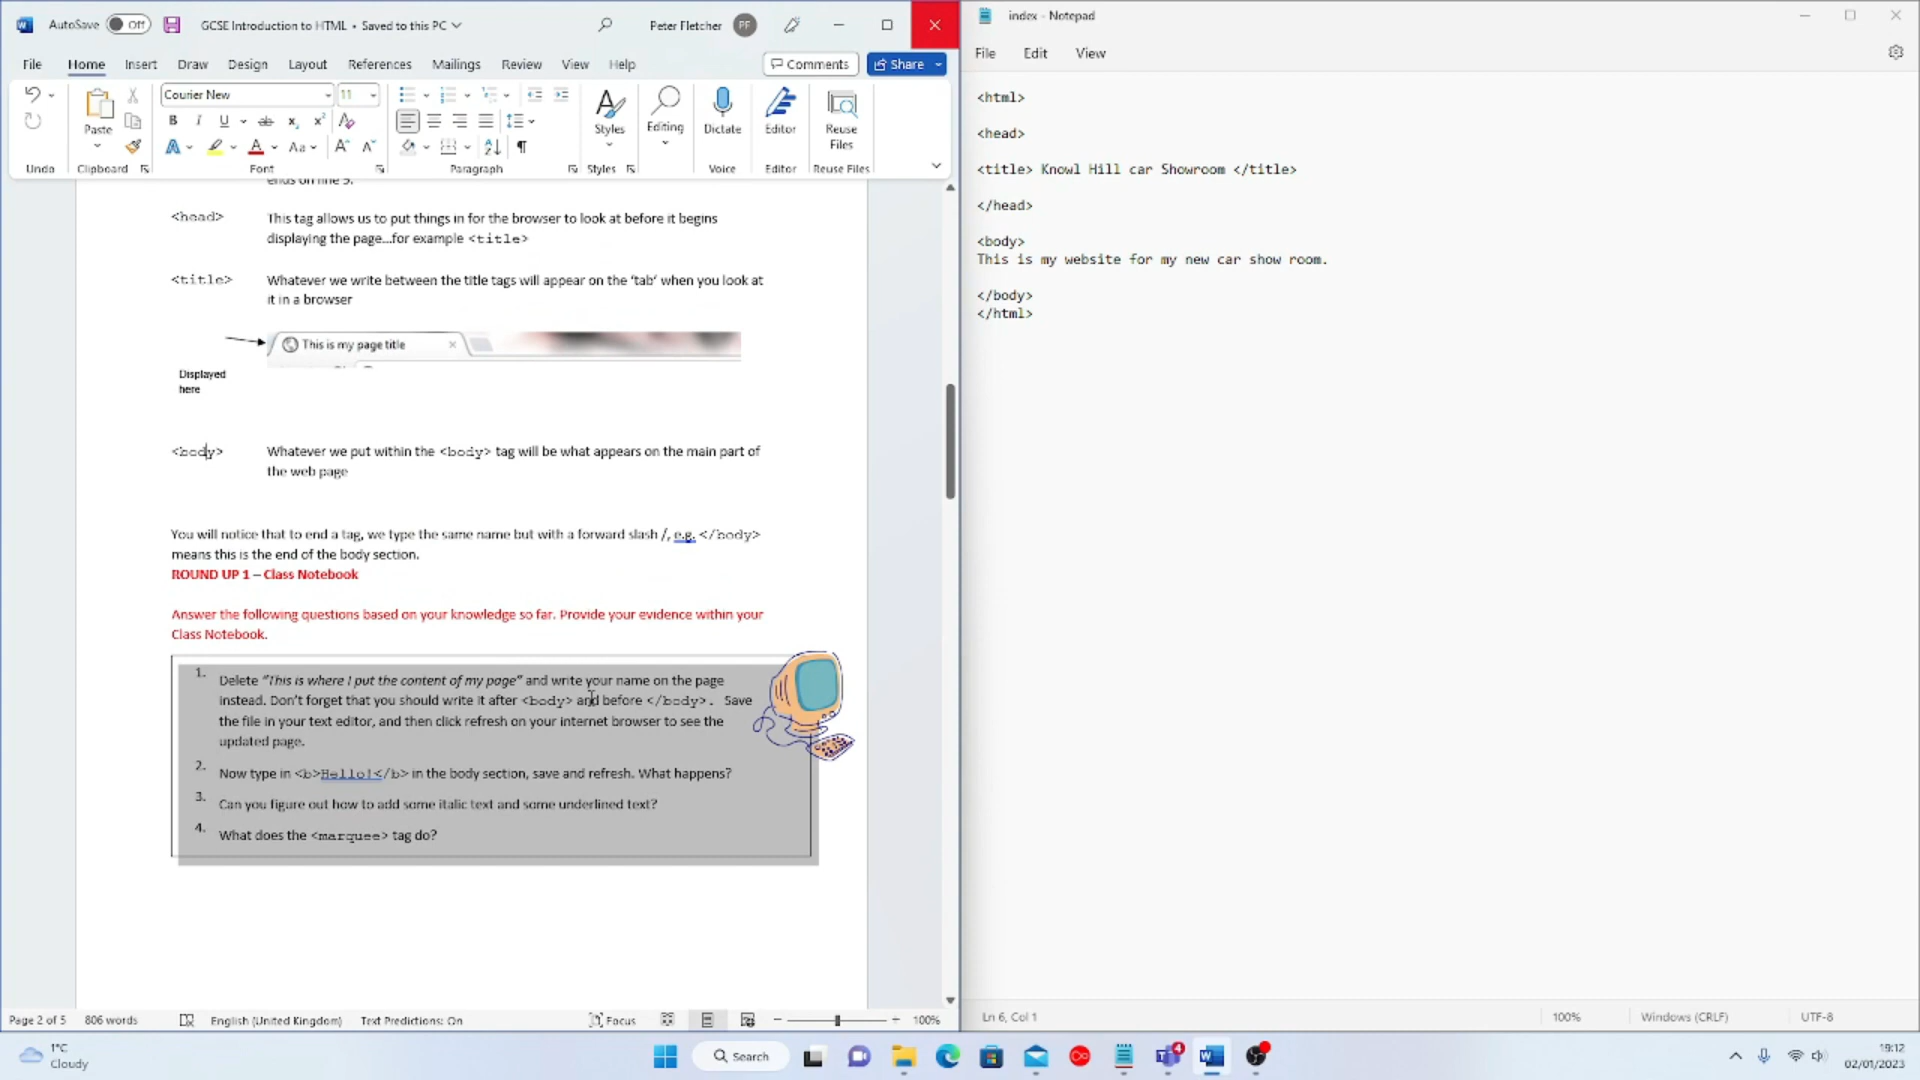 AutoSave Off GCSE Introduction to HTML • Saved to this PC Peter Fletcher PF
File Home Insert Draw Design Layout References Mailings Review View Help Comments Share
Courier New 11
Paste Styles Editing Dictate Editor Reuse Files
Undo Clipboard Font Paragraph Styles Voice Editor Reuse Files
ends on line 9.
<head> This tag allows us to put things in for the browser to look at before it begins
displaying the page…for example <title>
<title> Whatever we write between the title tags will appear on the 'tab' when you look at
it in a browser
This is my page title
Displayed
here
<body> Whatever we put within the <body> tag will be what appears on the main part of
the web page
You will notice that to end a tag, we type the same name but with a forward slash /, e.g. </body>
means this is the end of the body section.
ROUND UP 1 – Class Notebook
Answer the following questions based on your knowledge so far. Provide your evidence within your
Class Notebook.
1. Delete "This is where I put the content of my page" and write your name on the page
instead. Don't forget that you should write it after <body> and before </body>. Save
the file in your text editor, and then click refresh on your internet browser to see the
updated page.
2. Now type in <b>Hello!</b> in the body section, save and refresh. What happens?
3. Can you figure out how to add some italic text and some underlined text?
4. What does the <marquee> tag do?
Page 2 of 5 806 words English (United Kingdom) Text Predictions: On Focus 100%
index - Notepad
File Edit View
<html>
<head>
<title> Knowl Hill car Showroom </title>
</head>
<body>
This is my website for my new car show room.
</body>
</html>
Ln 6, Col 1 100% Windows (CRLF) UTF-8
1°C
Cloudy
Search
4
19:12
02/01/2023